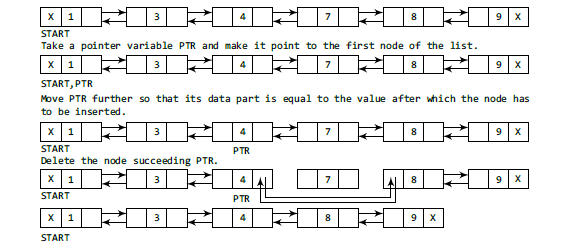 X 1 3 4 7 8 9 X
START
Take a pointer variable PTR and make it point to the first node of the list.
X 1 3 4 7 8 9 X
START,PTR
Move PTR further so that its data part is equal to the value after which the node has
to be inserted.
X 1 3 4 7 8 9 X
START PTR
Delete the node succeeding PTR.
X 1 3 4 7 8 9 X
START PTR
X 1 3 4 8 9 X
START